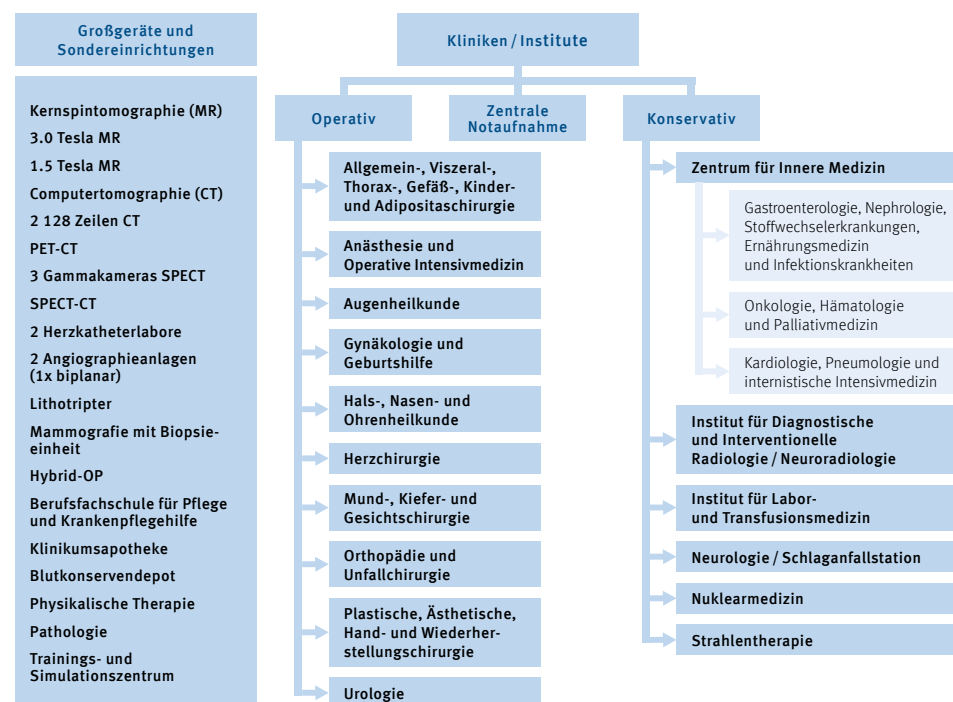 Großgeräte und
Sondereinrichtungen
Kernspintomographie (MR)
3.0 Tesla MR
1.5 Tesla MR
Computertomographie (CT)
2 128 Zeilen CT
PET-CT
3 Gammakameras SPECT
SPECT-CT
2 Herzkatheterlabore
2 Angiographieanlagen
(1x biplanar)
Lithotripter
Mammografie mit Biopsie-
einheit
Hybrid-OP
Berufsfachschule für Pflege
und Krankenpflegehilfe
Klinikumsapotheke
Blutkonservendepot
Physikalische Therapie
Pathologie
Trainings- und
Simulationszentrum
Kliniken / Institute
Operativ
Allgemein-, Viszeral-,
Thorax-, Gefäß-, Kinder-
und Adipositaschirurgie
Anästhesie und
Operative Intensivmedizin
Augenheilkunde
Gynäkologie und
Geburtshilfe
Hals-, Nasen- und
Ohrenheilkunde
Herzchirurgie
Mund-, Kiefer- und
Gesichtschirurgie
Orthopädie und
Unfallchirurgie
Plastische, Ästhetische,
Hand- und Wiederher-
stellungschirurgie
Urologie
Zentrale
Notaufnahme
Konservativ
Zentrum für Innere Medizin
Gastroenterologie, Nephrologie,
Stoffwechselerkrankungen,
Ernährungsmedizin
und Infektionskrankheiten
Onkologie, Hämatologie
und Palliativmedizin
Kardiologie, Pneumologie und
internistische Intensivmedizin
Institut für Diagnostische
und Interventionelle
Radiologie / Neuroradiologie
Institut für Labor-
und Transfusionsmedizin
Neurologie / Schlaganfallstation
Nuklearmedizin
Strahlentherapie